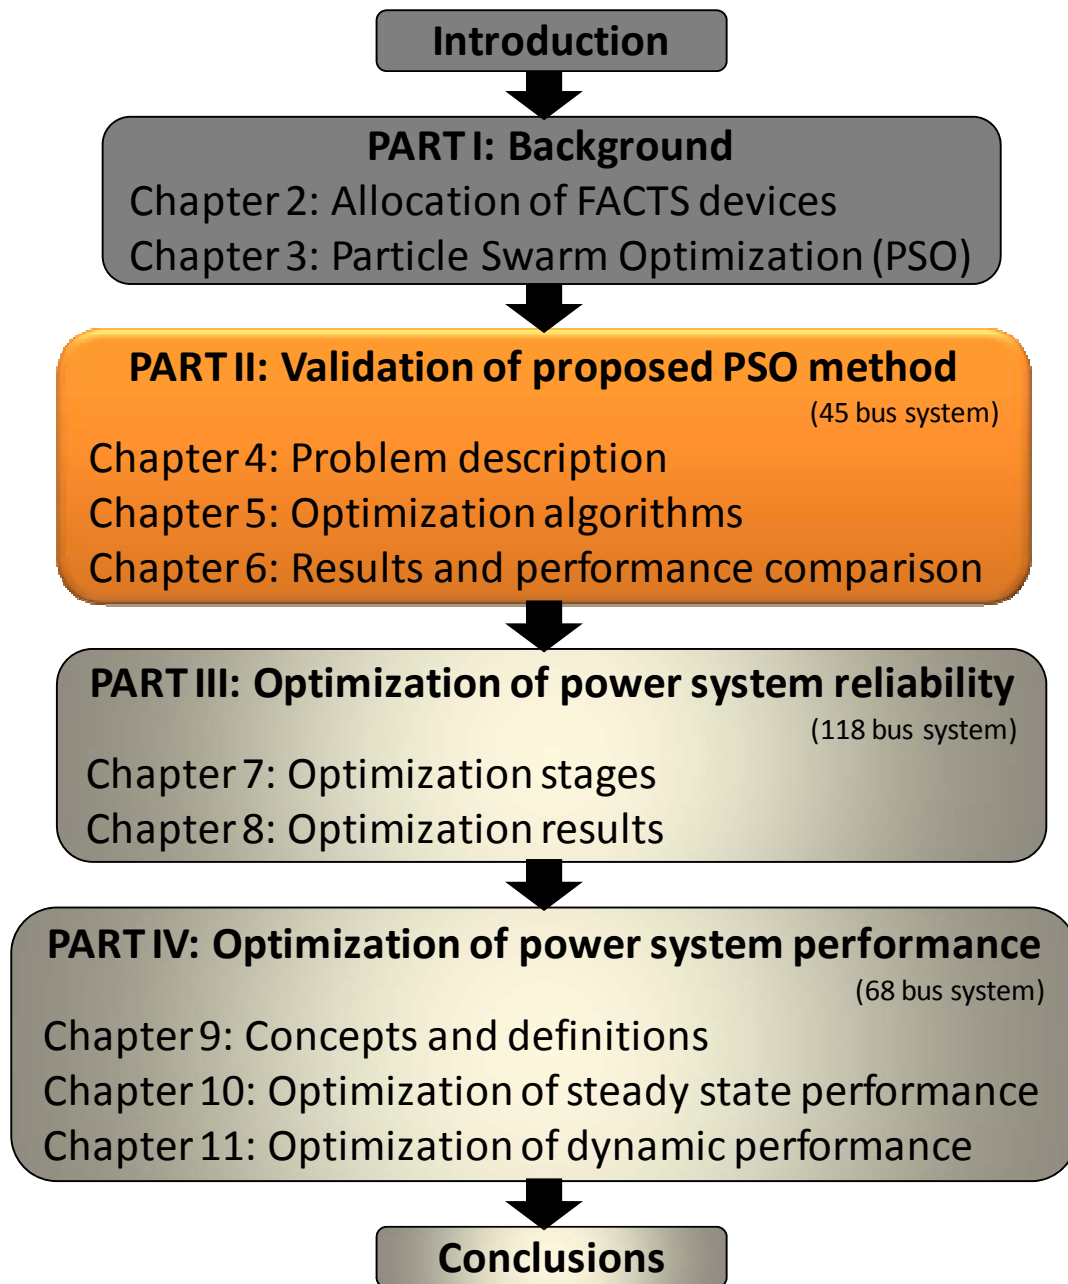 Introduction
PART I: Background
Chapter 2: Allocation of FACTS devices
Chapter 3: Particle Swarm Optimization (PSO)
PART II: Validation of proposed PSO method
(45 bus system)
Chapter 4: Problem description
Chapter 5: Optimization algorithms
Chapter 6: Results and performance comparison
PART III: Optimization of power system reliability
(118 bus system)
Chapter 7: Optimization stages
Chapter 8: Optimization results
PART IV: Optimization of power system performance
(68 bus system)
Chapter 9: Concepts and definitions
Chapter 10: Optimization of steady state performance
Chapter 11: Optimization of dynamic performance
Conclusions